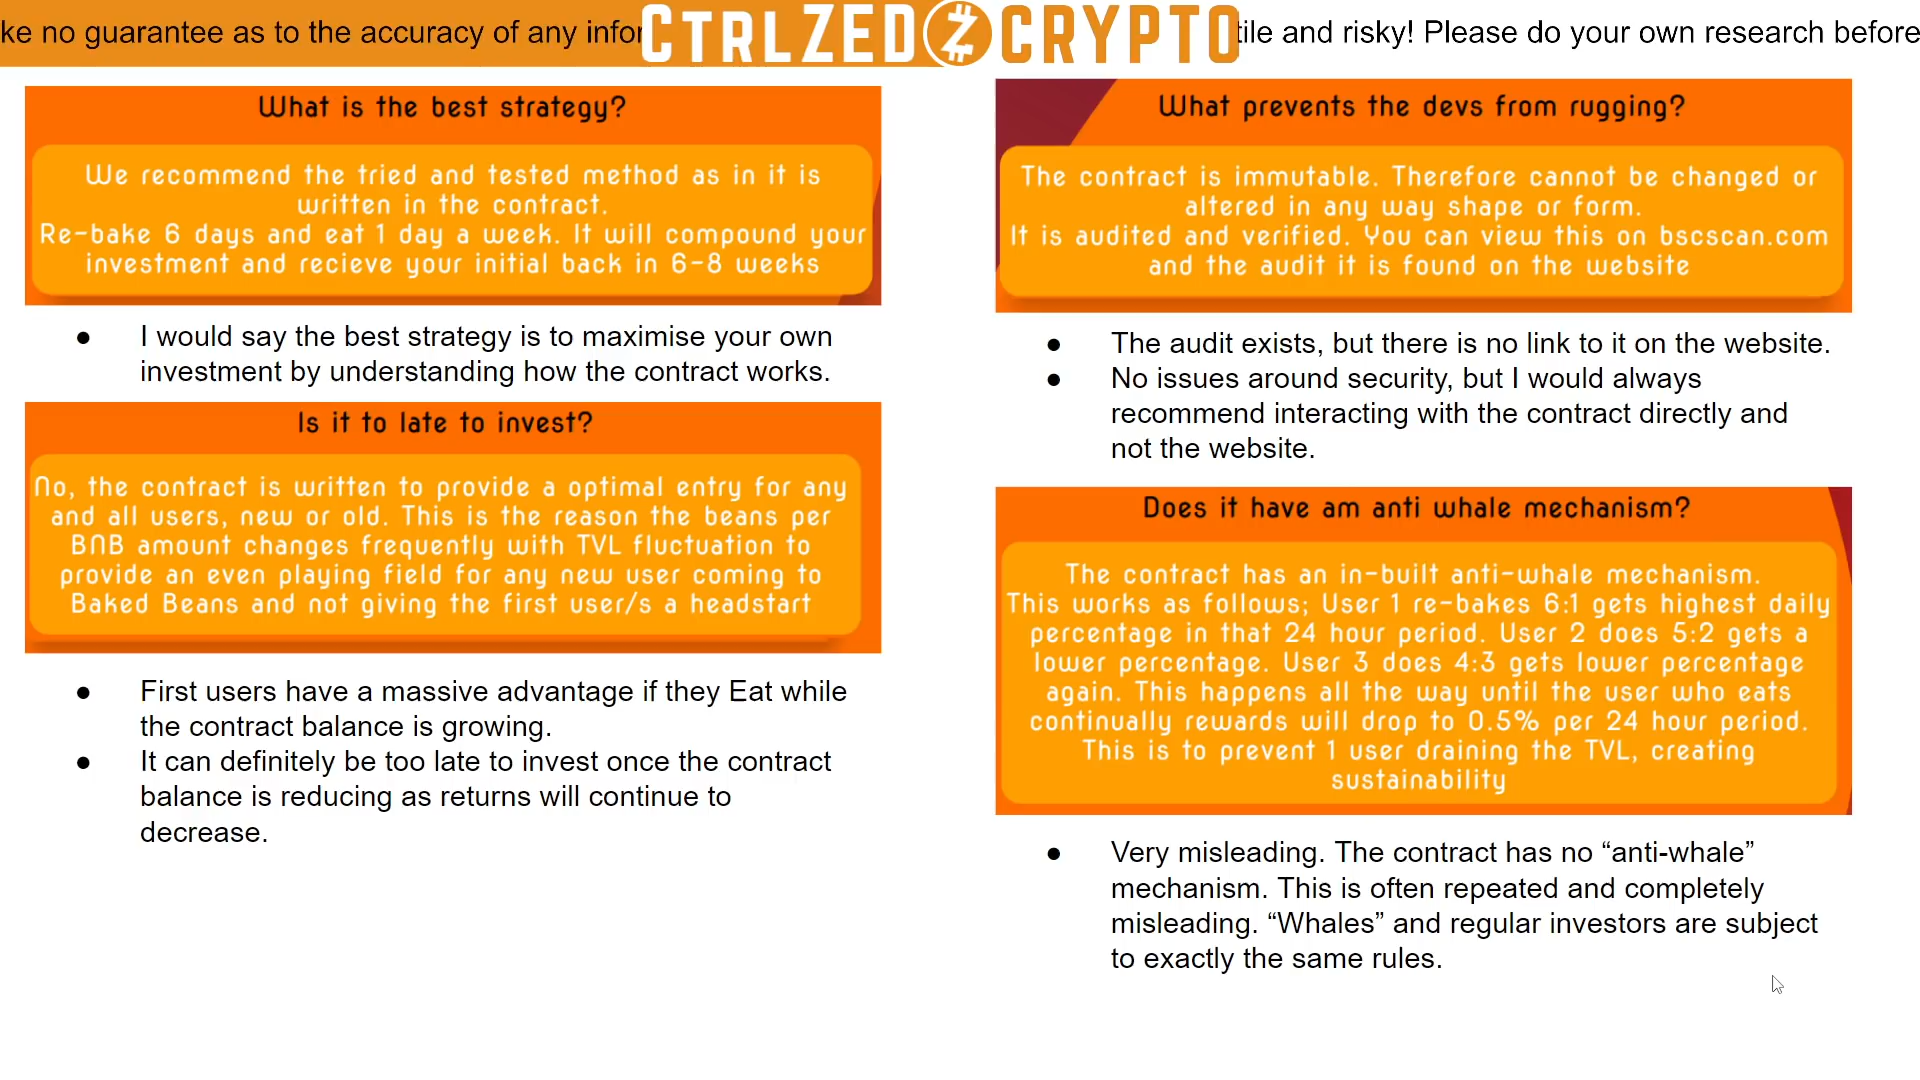 ke no guarantee as to the accuracy of any infor
CTRLZED CRYPTO
tile and risky! Please do your own research before
What is the best strategy?
We recommend the tried and tested method as in it is
written in the contract.
Re-bake 6 days and eat 1 day a week. It will compound your
investment and recieve your initial back in 6-8 weeks
● I would say the best strategy is to maximise your own
investment by understanding how the contract works.
Is it to late to invest?
No, the contract is written to provide a optimal entry for any
and all users, new or old. This is the reason the beans per
BNB amount changes frequently with TVL fluctuation to
provide an even playing field for any new user coming to
Baked Beans and not giving the first user/s a headstart
● First users have a massive advantage if they Eat while
the contract balance is growing.
● It can definitely be too late to invest once the contract
balance is reducing as returns will continue to
decrease.
What prevents the devs from rugging?
The contract is immutable. Therefore cannot be changed or
altered in any way shape or form.
It is audited and verified. You can view this on bscscan.com
and the audit it is found on the website
● The audit exists, but there is no link to it on the website.
● No issues around security, but I would always
recommend interacting with the contract directly and
not the website.
Does it have am anti whale mechanism?
The contract has an in-built anti-whale mechanism.
This works as follows; User 1 re-bakes 6:1 gets highest daily
percentage in that 24 hour period. User 2 does 5:2 gets a
lower percentage. User 3 does 4:3 gets lower percentage
again. This happens all the way until the user who eats
continually rewards will drop to 0.5% per 24 hour period.
This is to prevent 1 user draining the TVL, creating
sustainability
● Very misleading. The contract has no “anti-whale”
mechanism. This is often repeated and completely
misleading. “Whales” and regular investors are subject
to exactly the same rules.